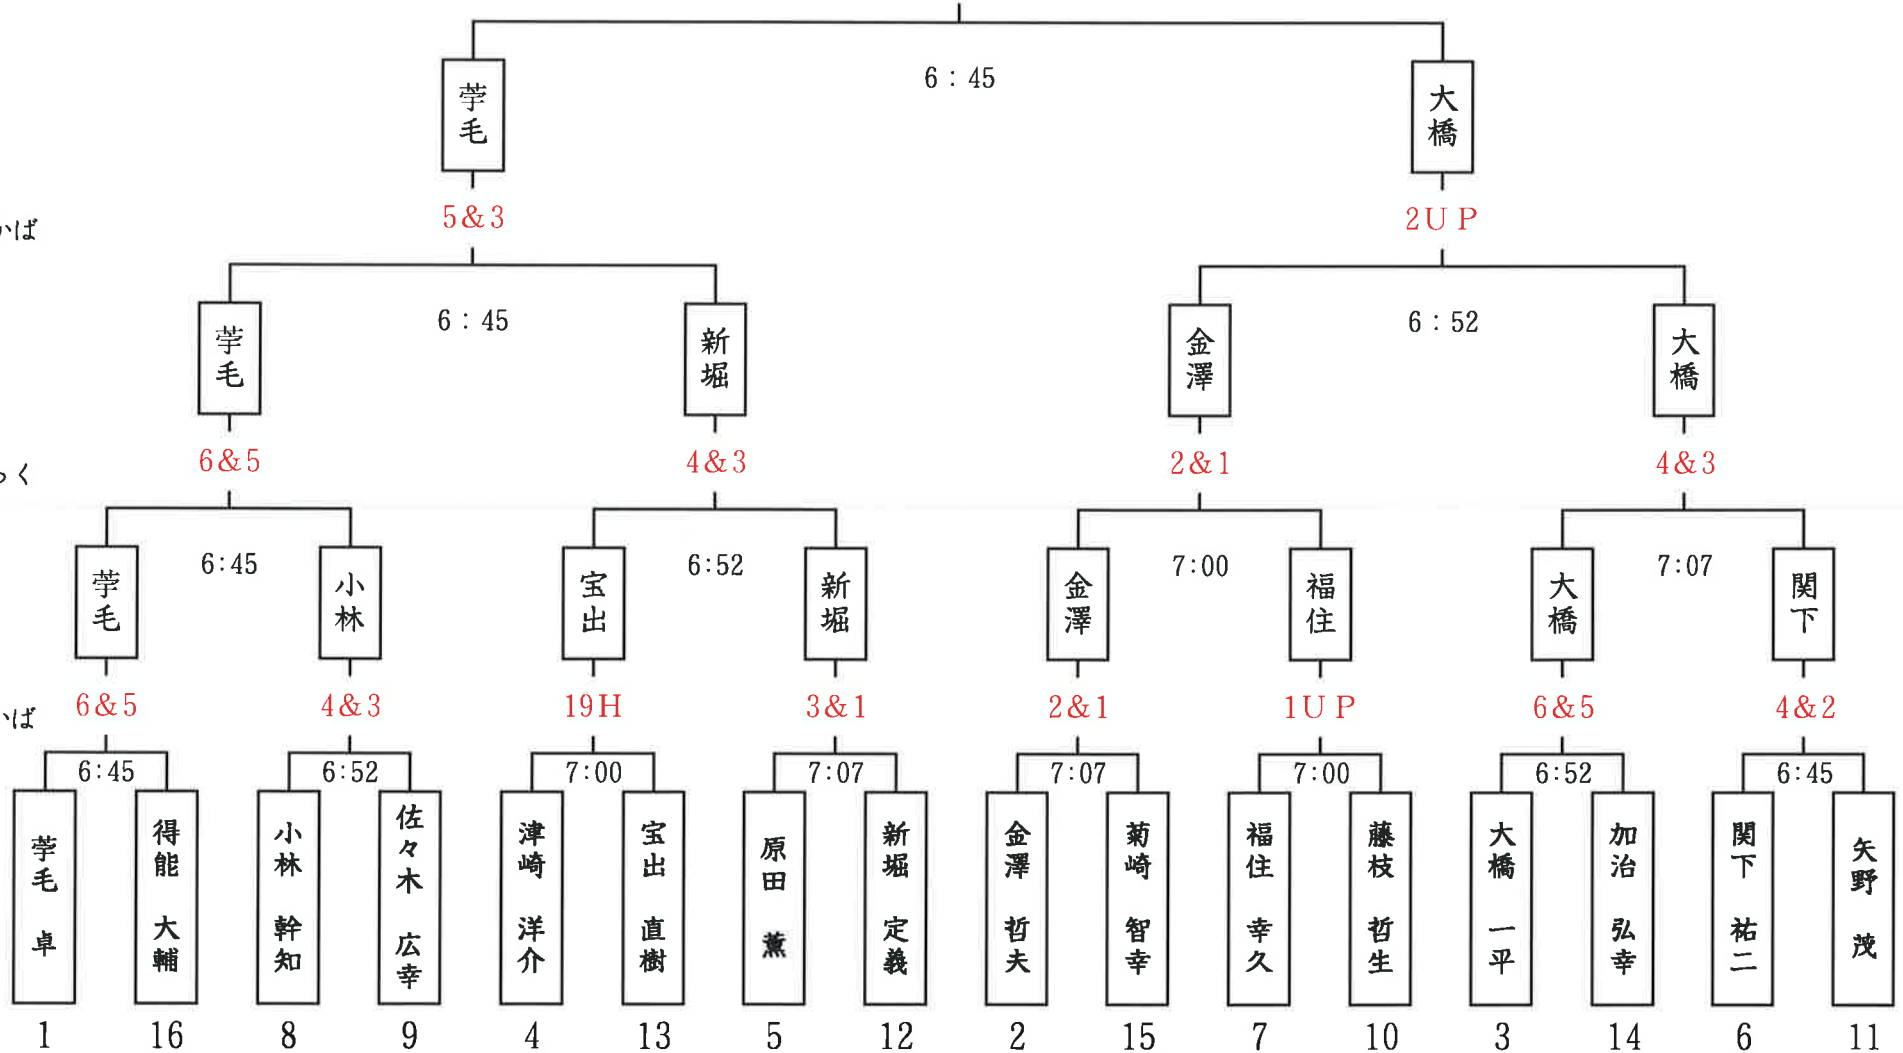 6：45
苧毛
大橋
5&3
2UP
かば
6：45
6：52
苧毛
新堀
金澤
大橋
6&5
4&3
2&1
4&3
っく
6:45
6:52
7:00
7:07
苧毛
小林
宝出
新堀
金澤
福住
大橋
関下
6&5
4&3
19H
3&1
2&1
1UP
6&5
4&2
かば
6:45
6:52
7:00
7:07
7:07
7:00
6:52
6:45
苧毛 卓
得能 大輔
小林 幹知
佐々木 広幸
津崎 洋介
宝出 直樹
原田 薫
新堀 定義
金澤 哲夫
菊崎 智幸
福住 幸久
藤枝 哲生
大橋 一平
加治 弘幸
関下 祐二
矢野 茂
1
16
8
9
4
13
5
12
2
15
7
10
3
14
6
11